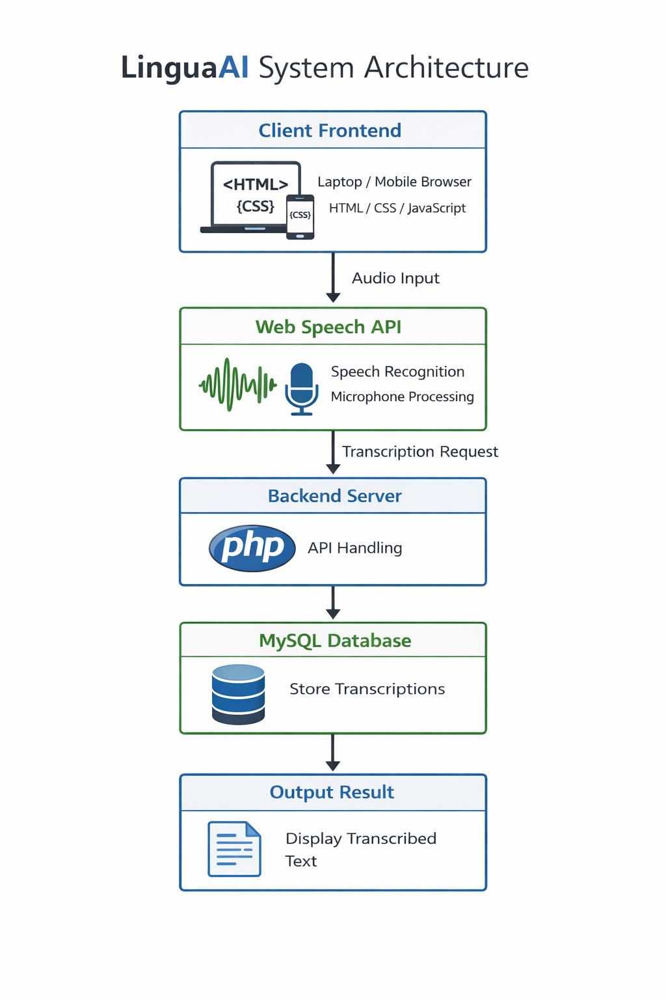 LinguaAI System Architecture
Client Frontend
<HTML>
{CSS}
{CSS}
Laptop / Mobile Browser
HTML / CSS / JavaScript
Audio Input
Web Speech API
Speech Recognition
Microphone Processing
Transcription Request
Backend Server
php
API Handling
MySQL Database
Store Transcriptions
Output Result
Display Transcribed
Text